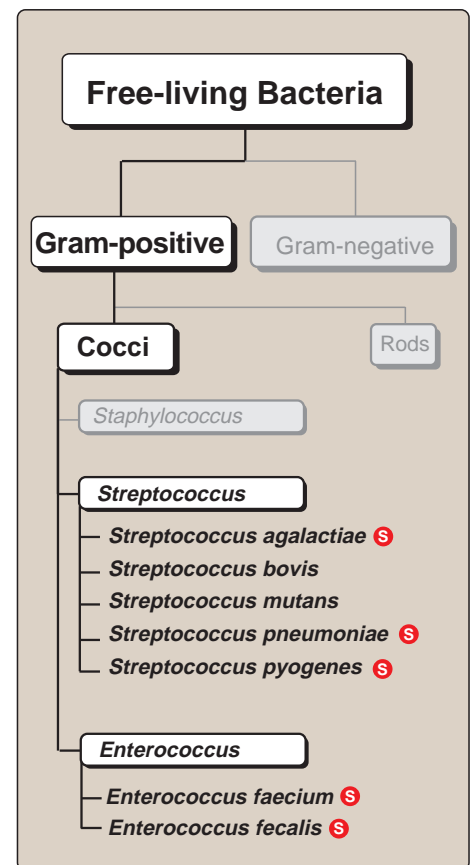 Free-living Bacteria
Gram-positive
Gram-negative
Cocci
Rods
Staphylococcus
Streptococcus
Streptococcus agalactiae S
Streptococcus bovis
Streptococcus mutans
Streptococcus pneumoniae S
Streptococcus pyogenes S
Enterococcus
Enterococcus faecium S
Enterococcus fecalis S